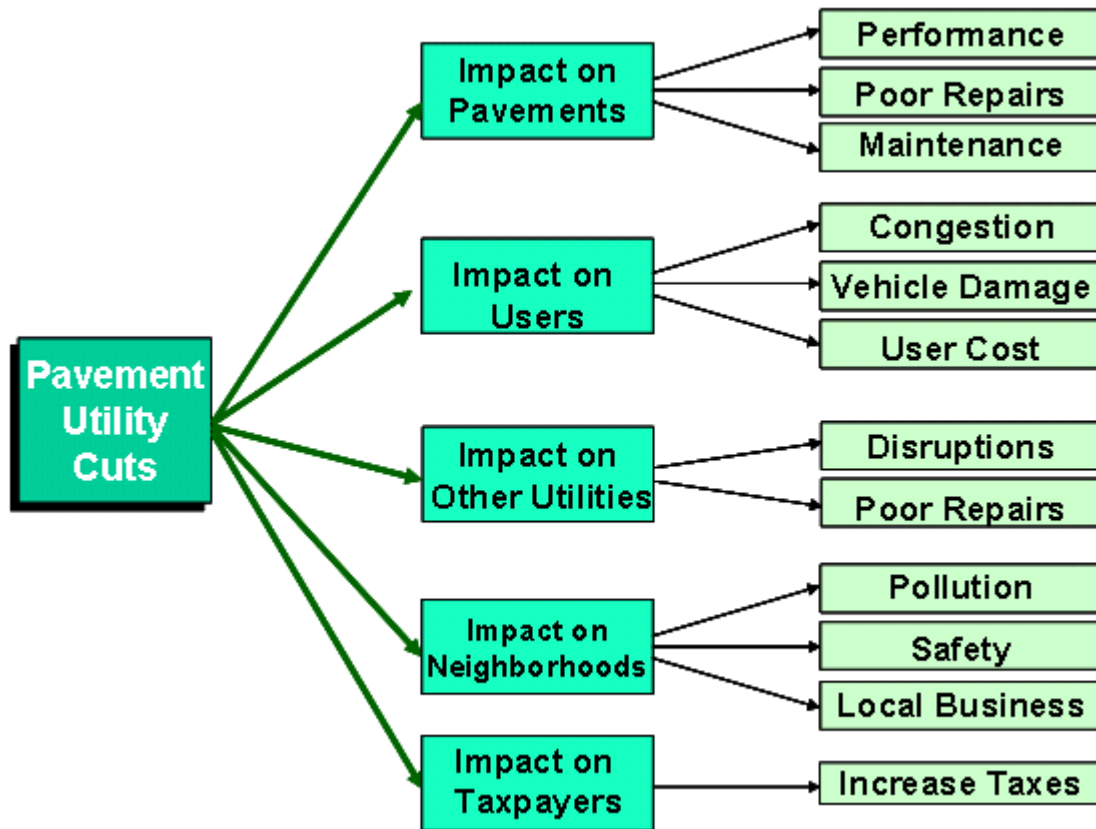 Pavement
Utility
Cuts
Impact on
Pavements
Performance
Poor Repairs
Maintenance
Impact on
Users
Congestion
Vehicle Damage
User Cost
Impact on
Other Utilities
Disruptions
Poor Repairs
Impact on
Neighborhoods
Pollution
Safety
Local Business
Impact on
Taxpayers
Increase Taxes